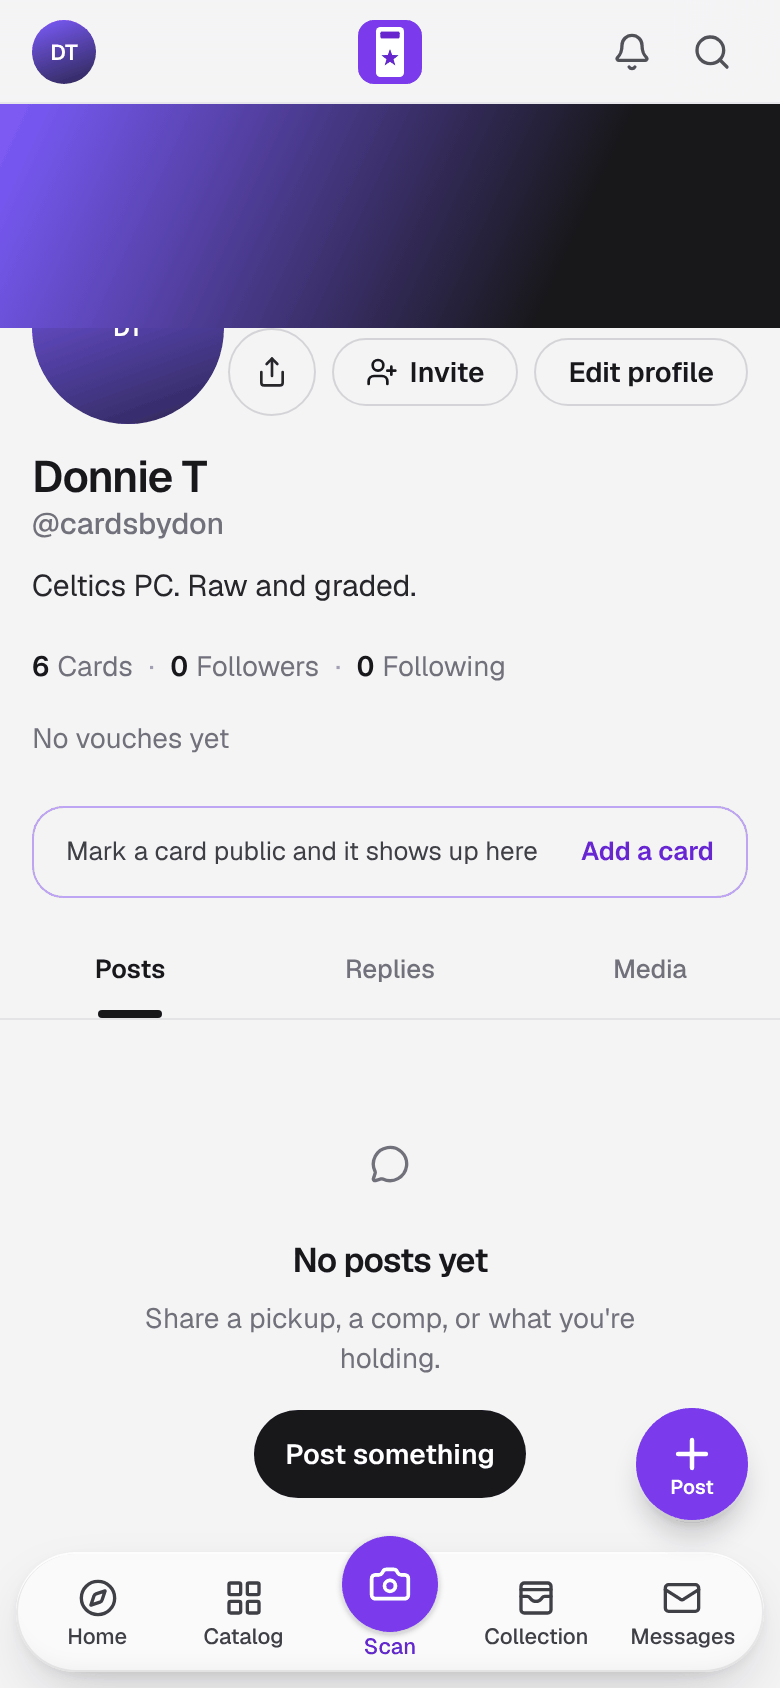 DT
DT
Invite
Edit profile
Donnie T
@cardsbydon
Celtics PC. Raw and graded.
6 Cards · 0 Followers · 0 Following
No vouches yet
Mark a card public and it shows up here
Add a card
Posts
Replies
Media
No posts yet
Share a pickup, a comp, or what you're
holding.
Post something
Post
Home
Catalog
Scan
Collection
Messages